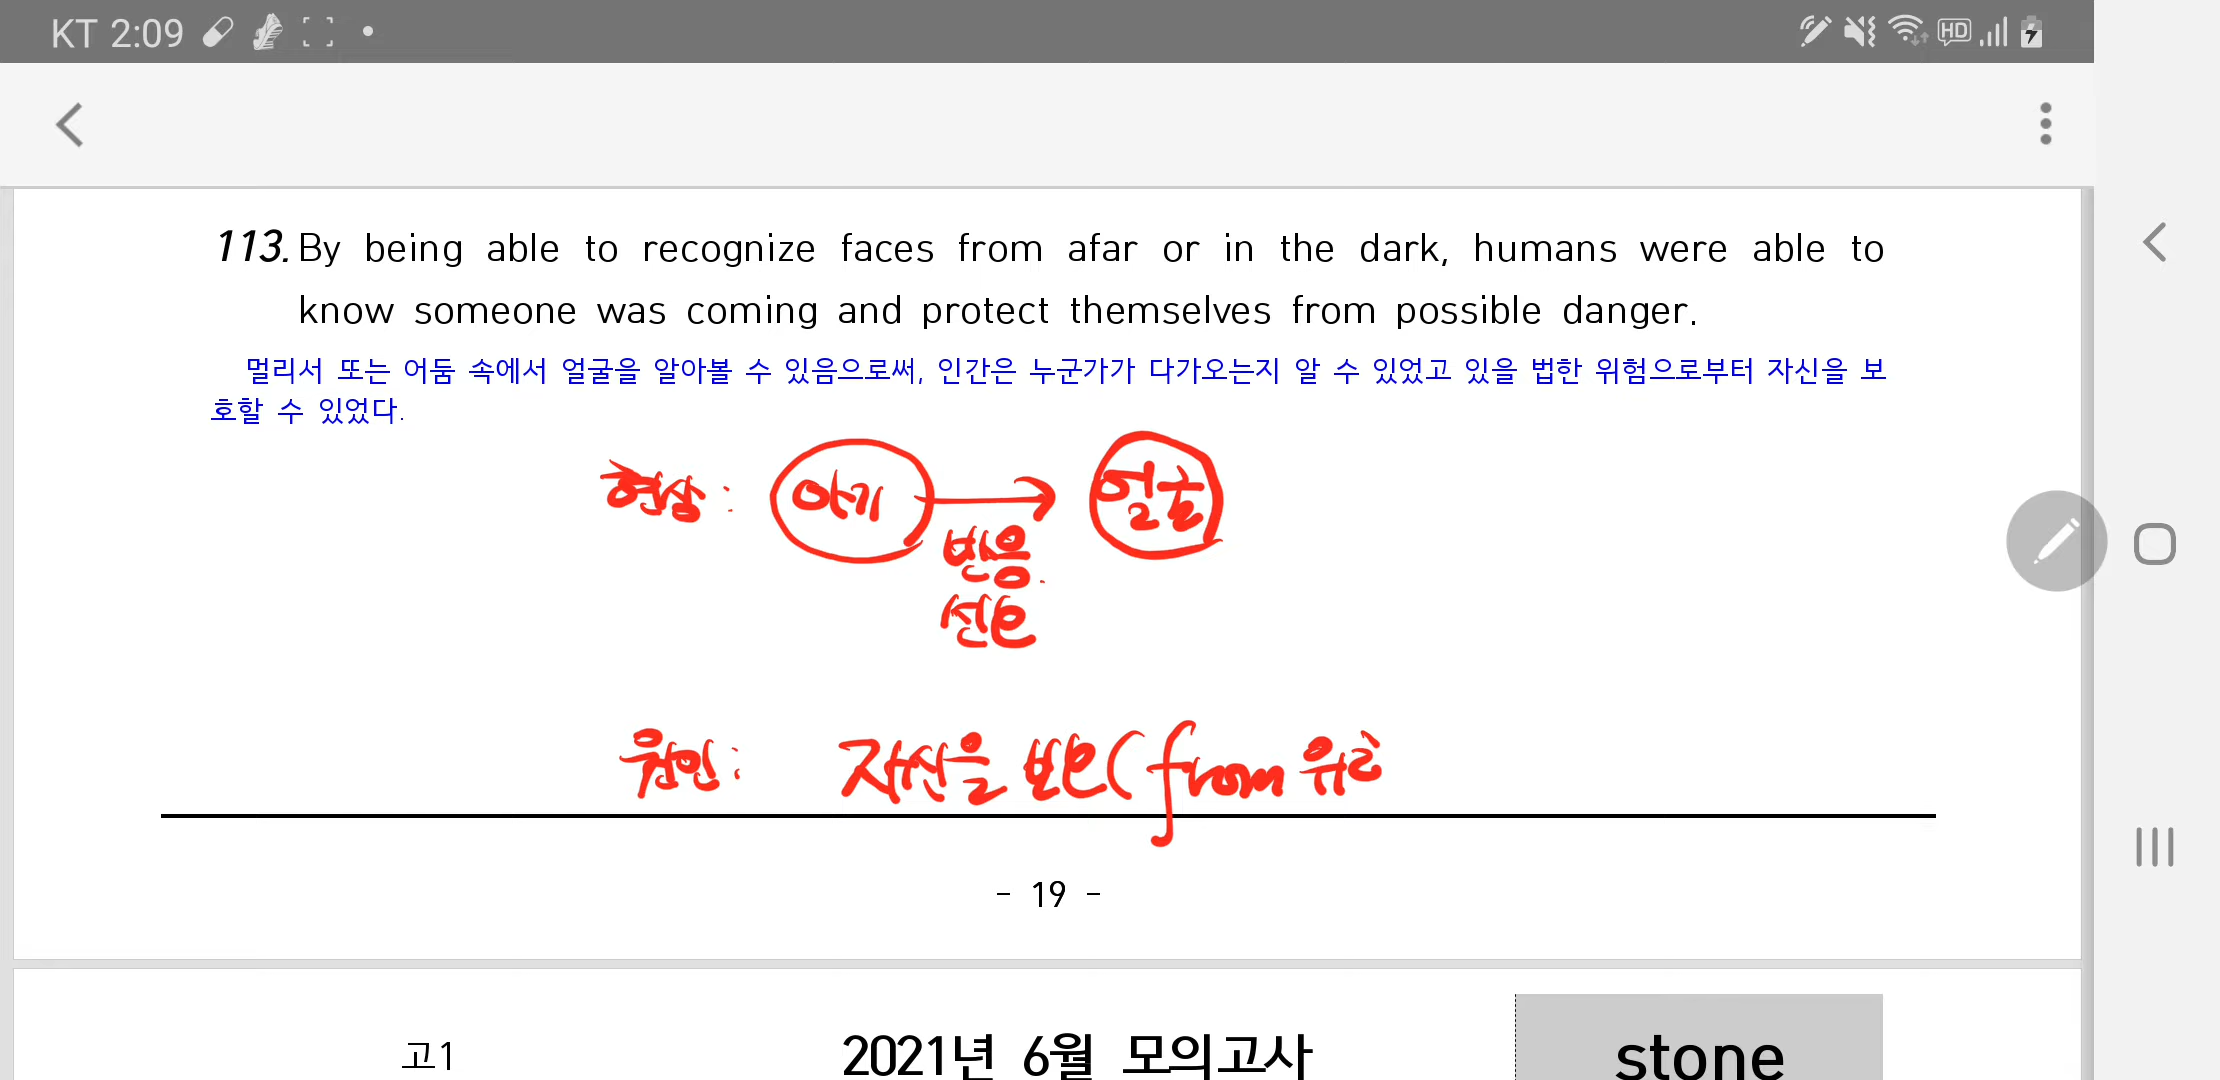 KT 2:09
HD
113. By being able to recognize faces from afar or in the dark, humans were able to
know someone was coming and protect themselves from possible danger.
멀리서 또는 어둠 속에서 얼굴을 알아볼 수 있음으로써, 인간은 누군가가 다가오는지 알 수 있었고 있을 법한 위험으로부터 자신을 보
호할 수 있었다.
현상: 아기 얼굴
반응.
선호
원인: 자신을 보호(from
- 19 -
고1 2021년 6월 모의고사 stone